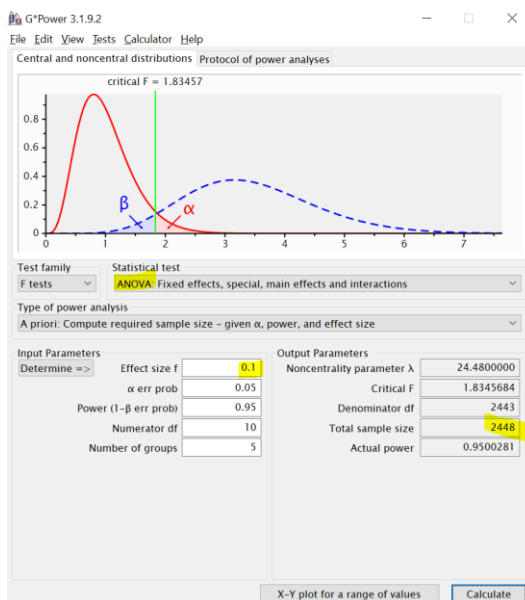 G*Power 3.1.9.2
File Edit View Tests Calculator Help
Central and noncentral distributions Protocol of power analyses
critical F = 1.83457
0.8
0.6
0.4
0.2
0
β
α
0 1 2 3 4 5 6 7
Test family Statistical test
F tests ANOVA: Fixed effects, special, main effects and interactions
Type of power analysis
A priori: Compute required sample size – given α, power, and effect size
Input Parameters Output Parameters
Determine => Effect size f 0.1 Noncentrality parameter λ 24.4800000
α err prob 0.05 Critical F 1.8345684
Power (1-β err prob) 0.95 Denominator df 2443
Numerator df 10 Total sample size 2448
Number of groups 5 Actual power 0.9500281
X-Y plot for a range of values Calculate